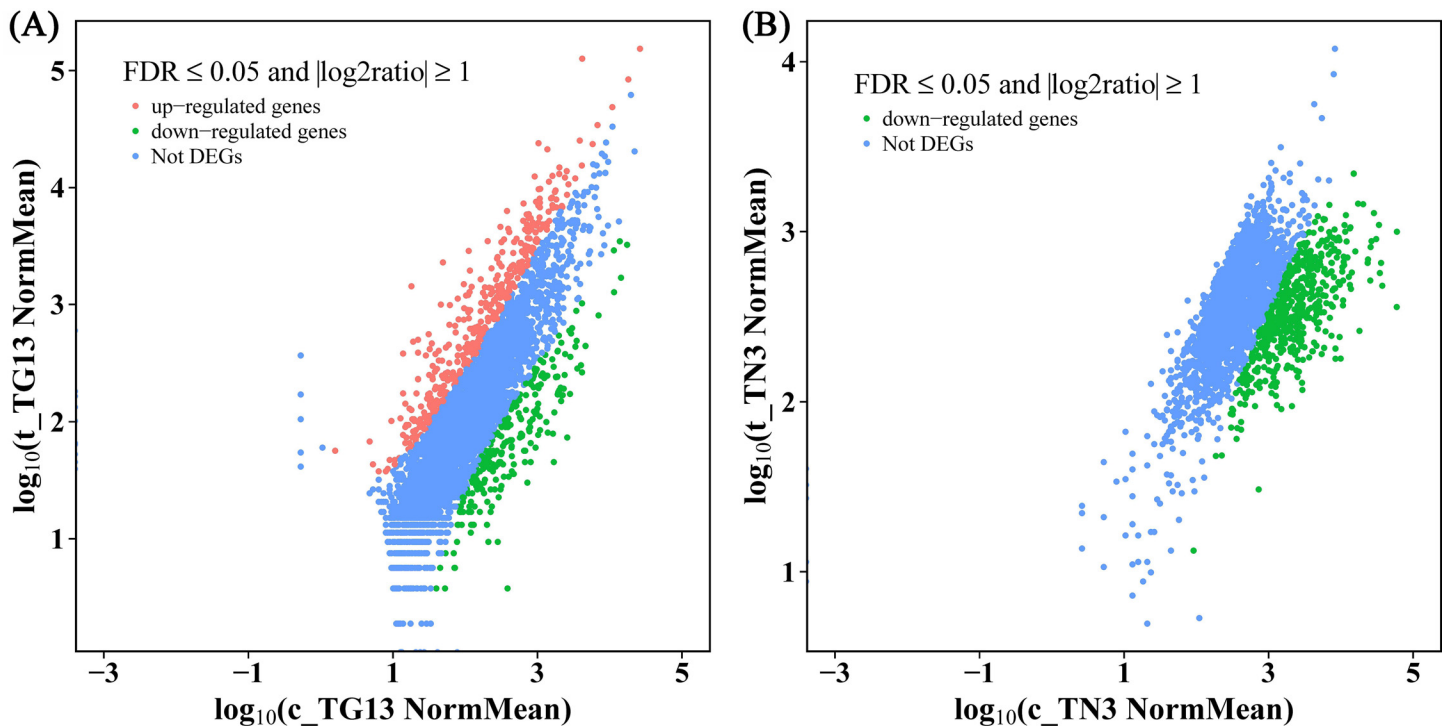 (A)
FDR ≤ 0.05 and |log2ratio| ≥ 1
up−regulated genes
down−regulated genes
Not DEGs
log10(t_TG13 NormMean)
5
4
3
2
1
−3
−1
1
3
5
log10(c_TG13 NormMean)
(B)
FDR ≤ 0.05 and |log2ratio| ≥ 1
down−regulated genes
Not DEGs
log10(t_TN3 NormMean)
4
3
2
1
−3
−1
1
3
5
log10(c_TN3 NormMean)